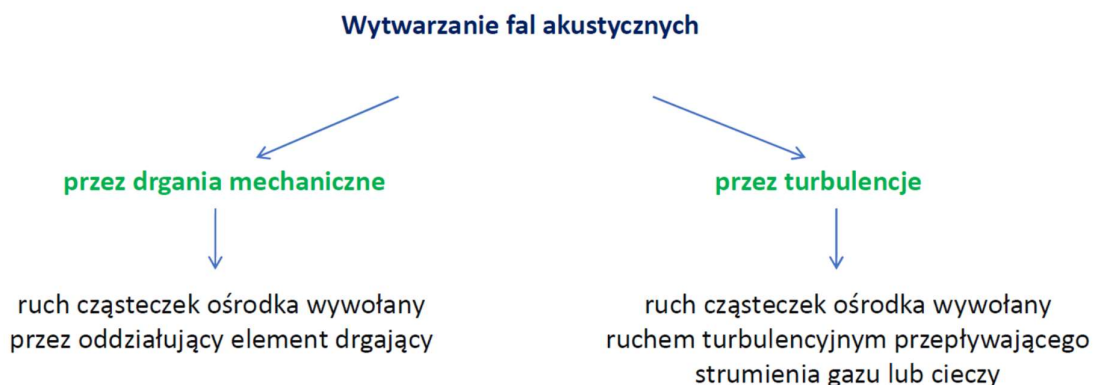 Wytwarzanie fal akustycznych
przez drgania mechaniczne
ruch cząsteczek ośrodka wywołany
przez oddziałujący element drgający
przez turbulencje
ruch cząsteczek ośrodka wywołany
ruchem turbulencyjnym przepływającego
strumienia gazu lub cieczy